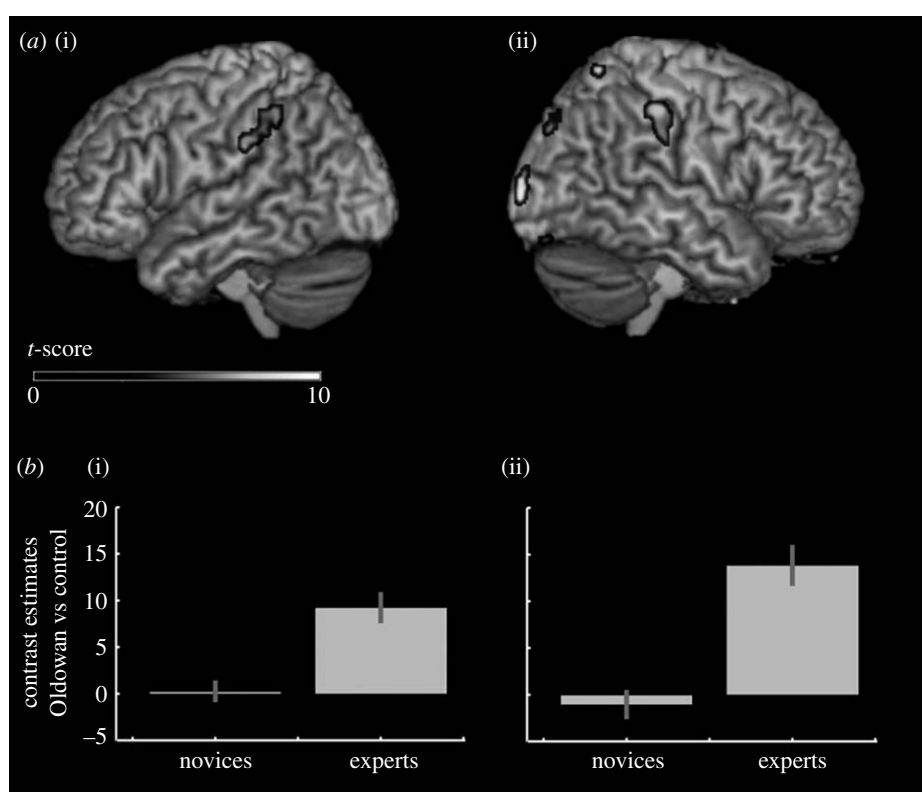 (a) (i)
(ii)
t-score
0
10
(b) (i)
(ii)
contrast estimates
Oldowan vs control
20
15
10
5
0
–5
novices
experts
novices
experts